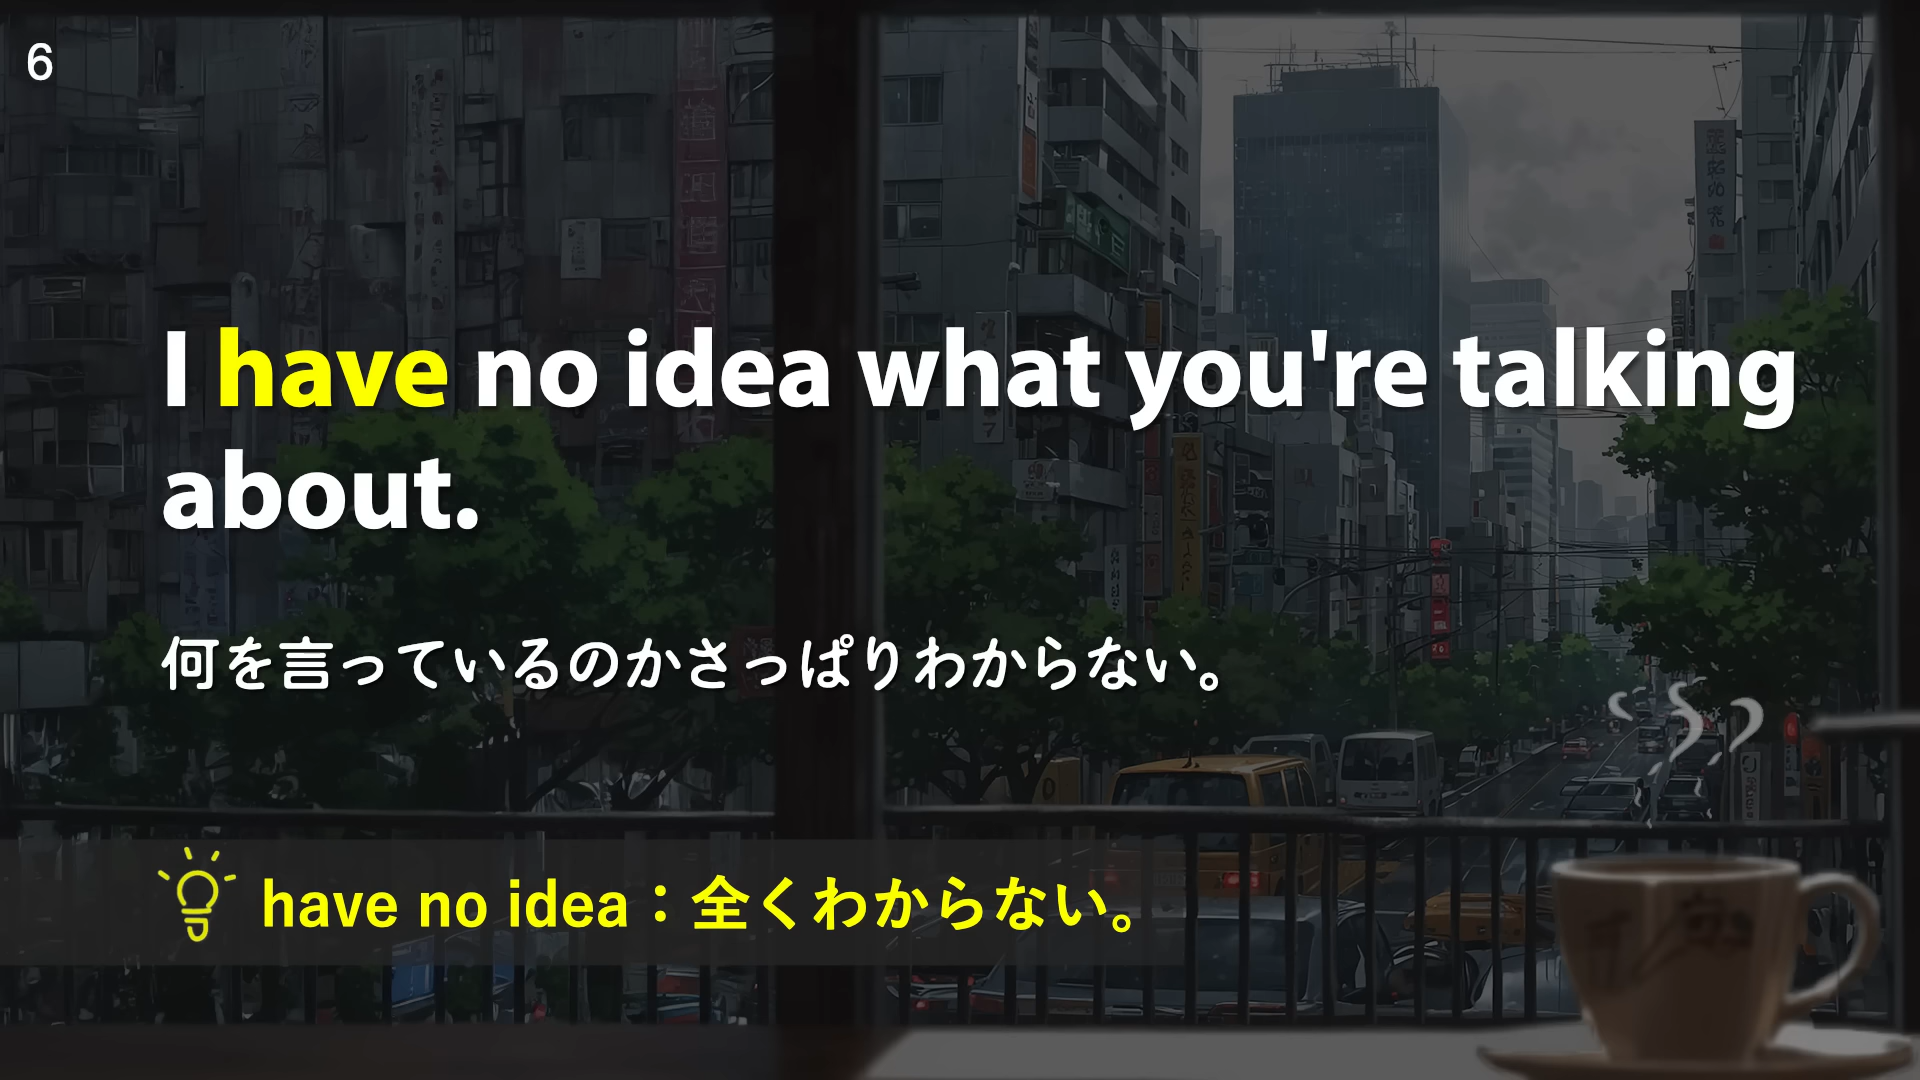 6
I have no idea what you're talking
about.
何を言っているのかさっぱりわからない。
have no idea：全くわからない。